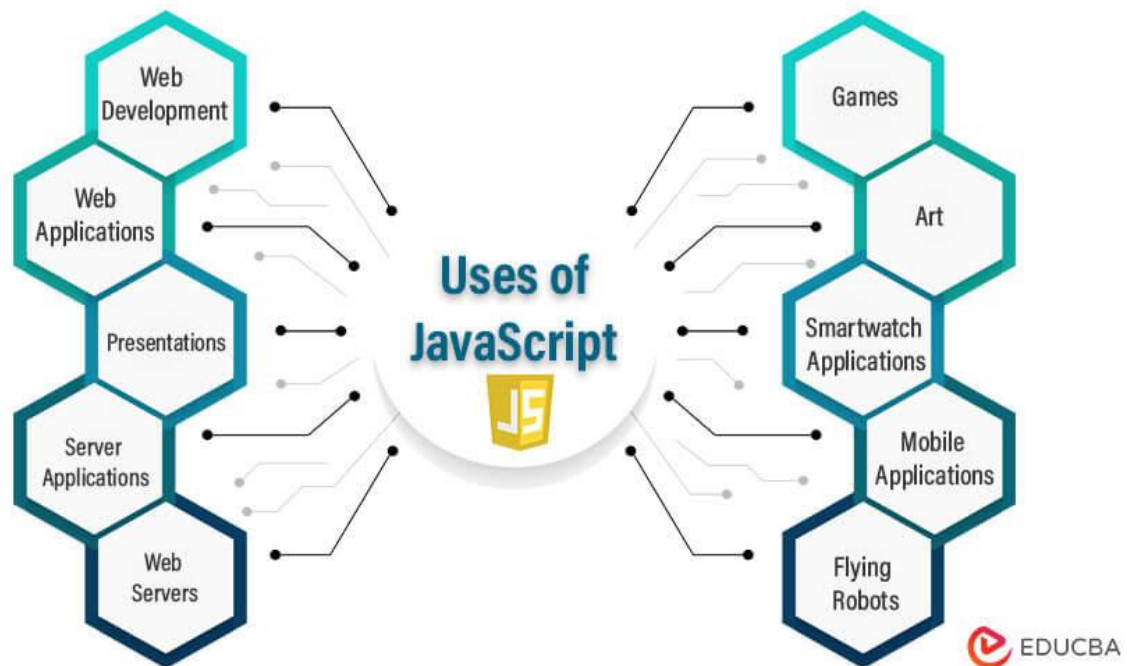 Web
Development
Web
Applications
Presentations
Server
Applications
Web
Servers
Uses of
JavaScript
JS
Games
Art
Smartwatch
Applications
Mobile
Applications
Flying
Robots
EDUCBA